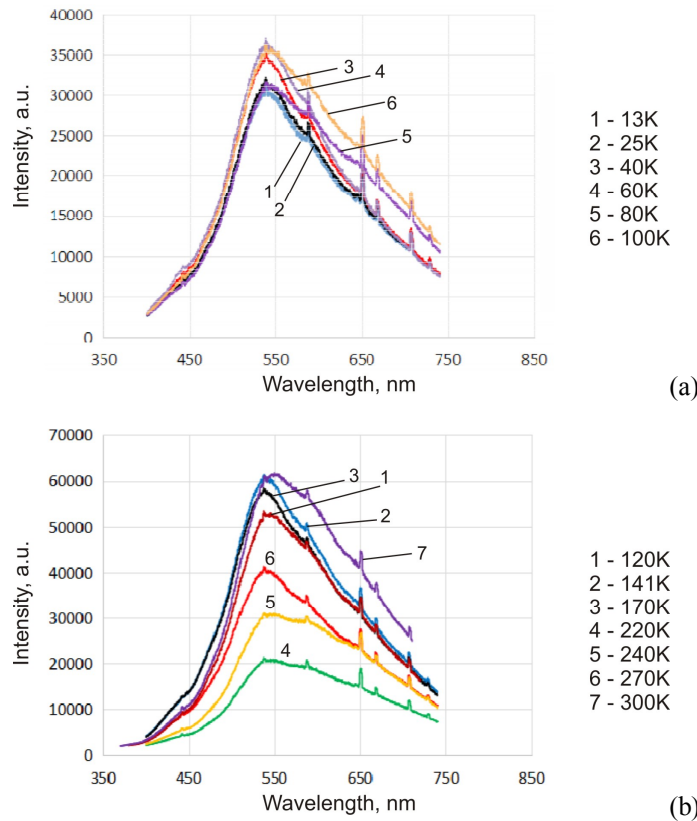 40000
35000
30000
25000
20000
15000
10000
5000
0
Intensity, a.u.
3
4
6
5
1
2
350 450 550 650 750 850
Wavelength, nm
1 - 13K
2 - 25K
3 - 40K
4 - 60K
5 - 80K
6 - 100K
(a)
70000
60000
50000
40000
30000
20000
10000
0
Intensity, a.u.
3 1
2
7
6
5
4
350 450 550 650 750 850
Wavelength, nm
1 - 120K
2 - 141K
3 - 170K
4 - 220K
5 - 240K
6 - 270K
7 - 300K
(b)